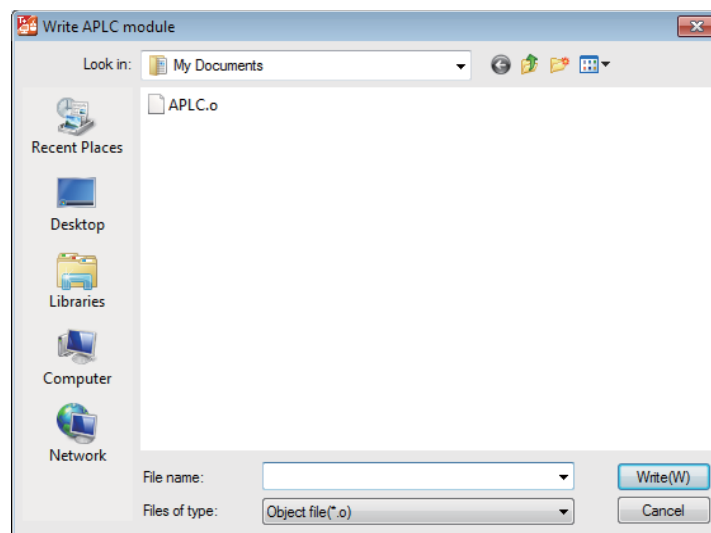 Write APLC module
Look in:
My Documents
APLC.o
Recent Places
Desktop
Libraries
Computer
Network
File name:
Write(W)
Files of type:
Object file(*.o)
Cancel